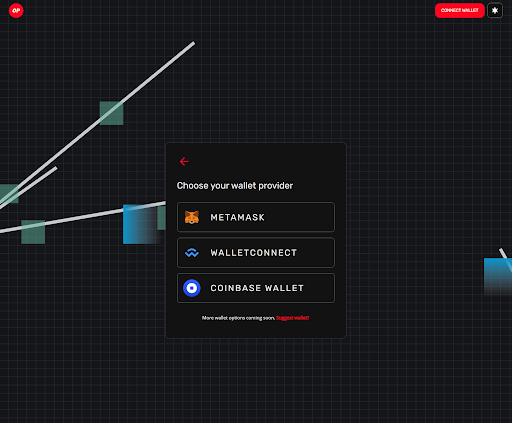 OP
CONNECT WALLET
Choose your wallet provider
METAMASK
WALLETCONNECT
COINBASE WALLET
More wallet options coming soon. Suggest wallet!